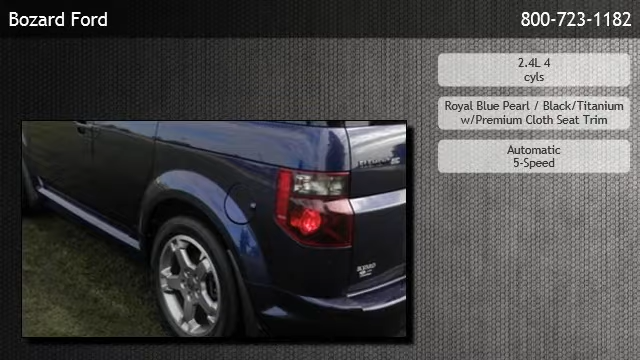 Bozard Ford
800-723-1182
2.4L 4
cyls
Royal Blue Pearl / Black/Titanium
w/Premium Cloth Seat Trim
Automatic
5-Speed